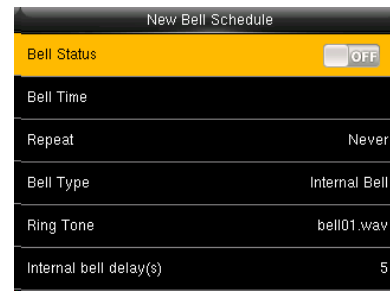 New Bell Schedule
Bell Status OFF
Bell Time
Repeat Never
Bell Type Internal Bell
Ring Tone bell01.wav
Internal bell delay(s) 5